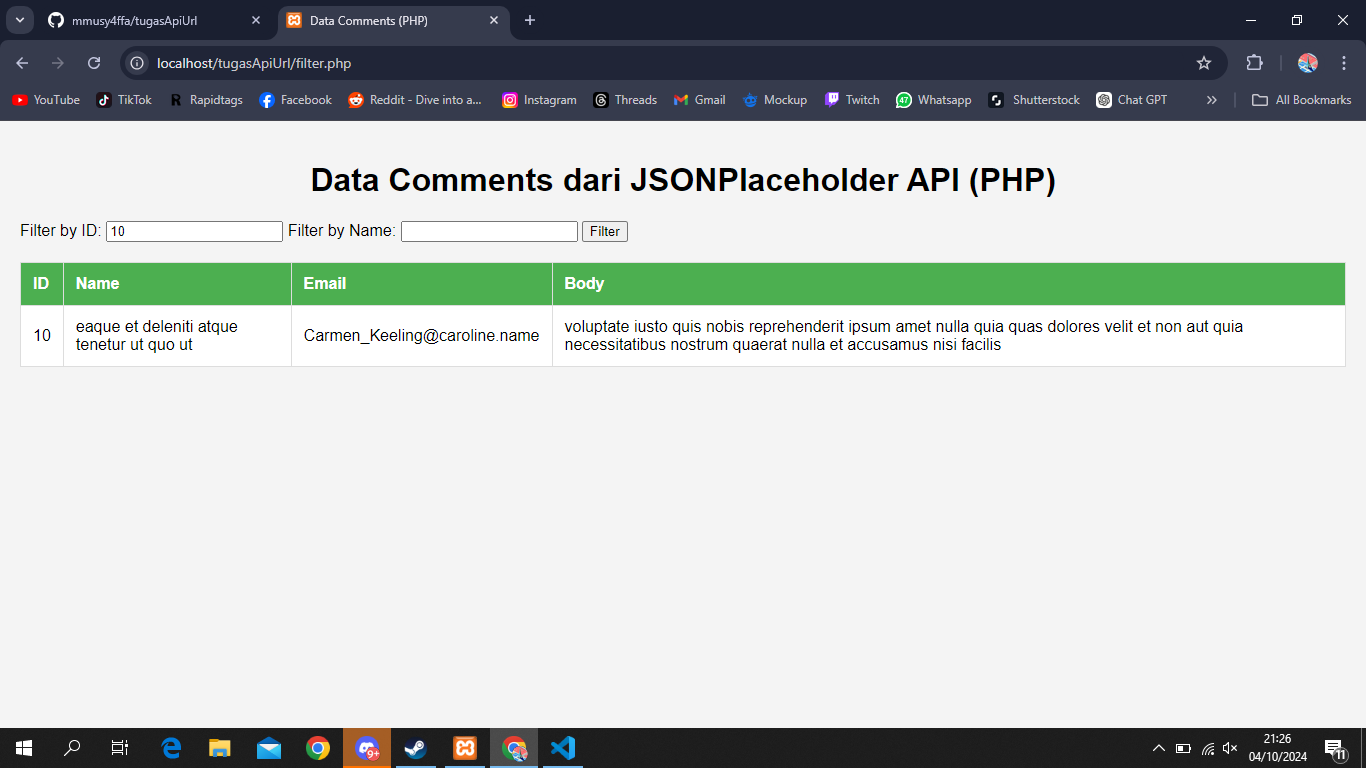 mmusy4ffa/tugasApiUrl
Data Comments (PHP)
localhost/tugasApiUrl/filter.php
YouTube TikTok Rapidtags Facebook Reddit - Dive into a... Instagram Threads Gmail Mockup Twitch 47 Whatsapp Shutterstock Chat GPT All Bookmarks
Data Comments dari JSONPlaceholder API (PHP)
Filter by ID: 10 Filter by Name: Filter
ID Name Email Body
10
eaque et deleniti atque
tenetur ut quo ut
Carmen_Keeling@caroline.name
voluptate iusto quis nobis reprehenderit ipsum amet nulla quia quas dolores velit et non aut quia
necessitatibus nostrum quaerat nulla et accusamus nisi facilis
9+
21:26
04/10/2024
11